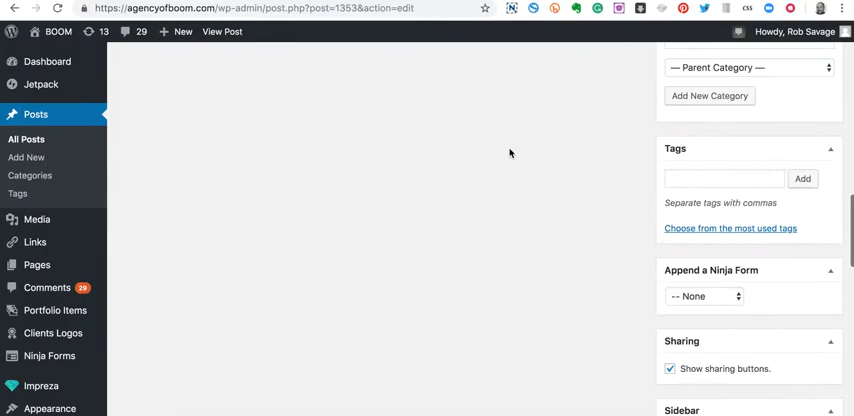 https://agencyofboom.com/wp-admin/post.php?post=1353&action=edit
css
BOOM 13 29 New View Post Howdy, Rob Savage
Dashboard
Jetpack
Posts
All Posts
Add New
Categories
Tags
Media
Links
Pages
Comments 29
Portfolio Items
Clients Logos
Ninja Forms
Impreza
Appearance
— Parent Category —
Add New Category
Tags
Add
Separate tags with commas
Choose from the most used tags
Append a Ninja Form
-- None
Sharing
Show sharing buttons.
Sidebar